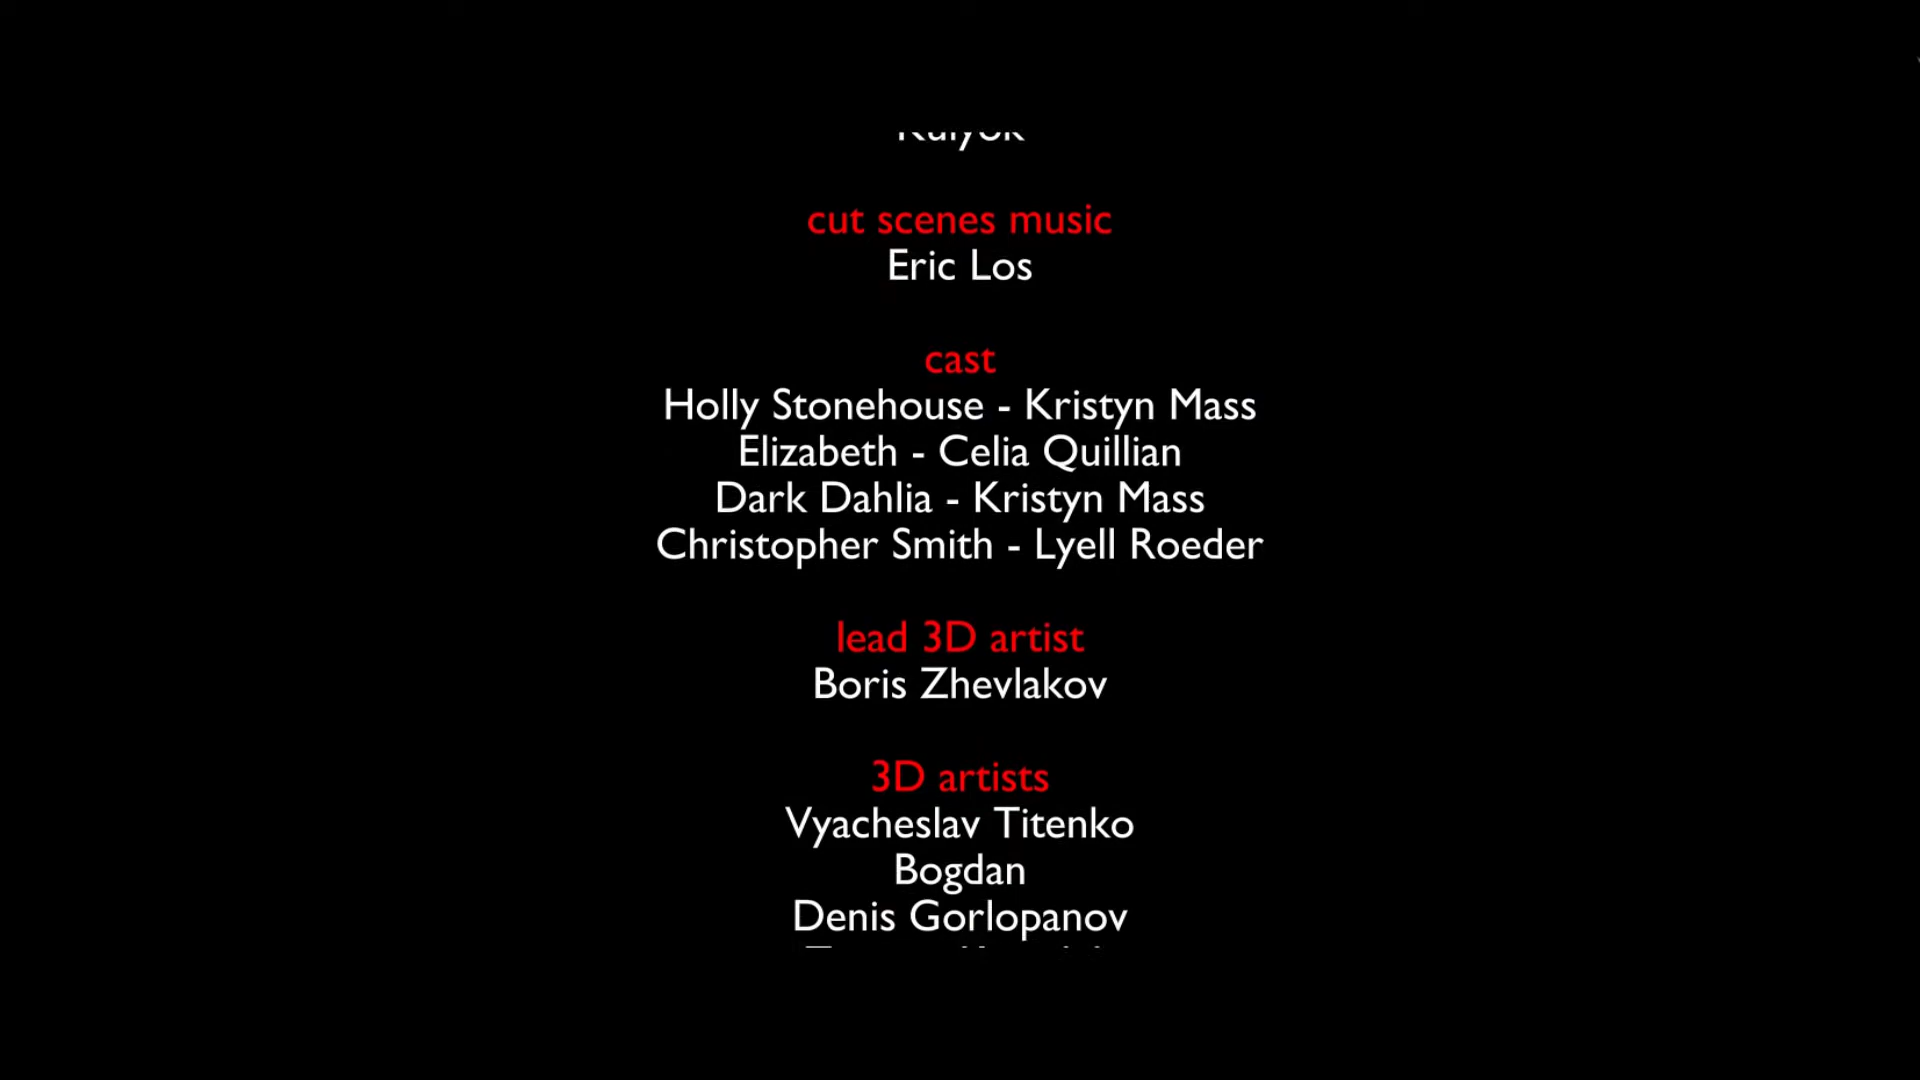 cut scenes music
Eric Los
cast
Holly Stonehouse - Kristyn Mass
Elizabeth - Celia Quillian
Dark Dahlia - Kristyn Mass
Christopher Smith - Lyell Roeder
lead 3D artist
Boris Zhevlakov
3D artists
Vyacheslav Titenko
Bogdan
Denis Gorlopanov